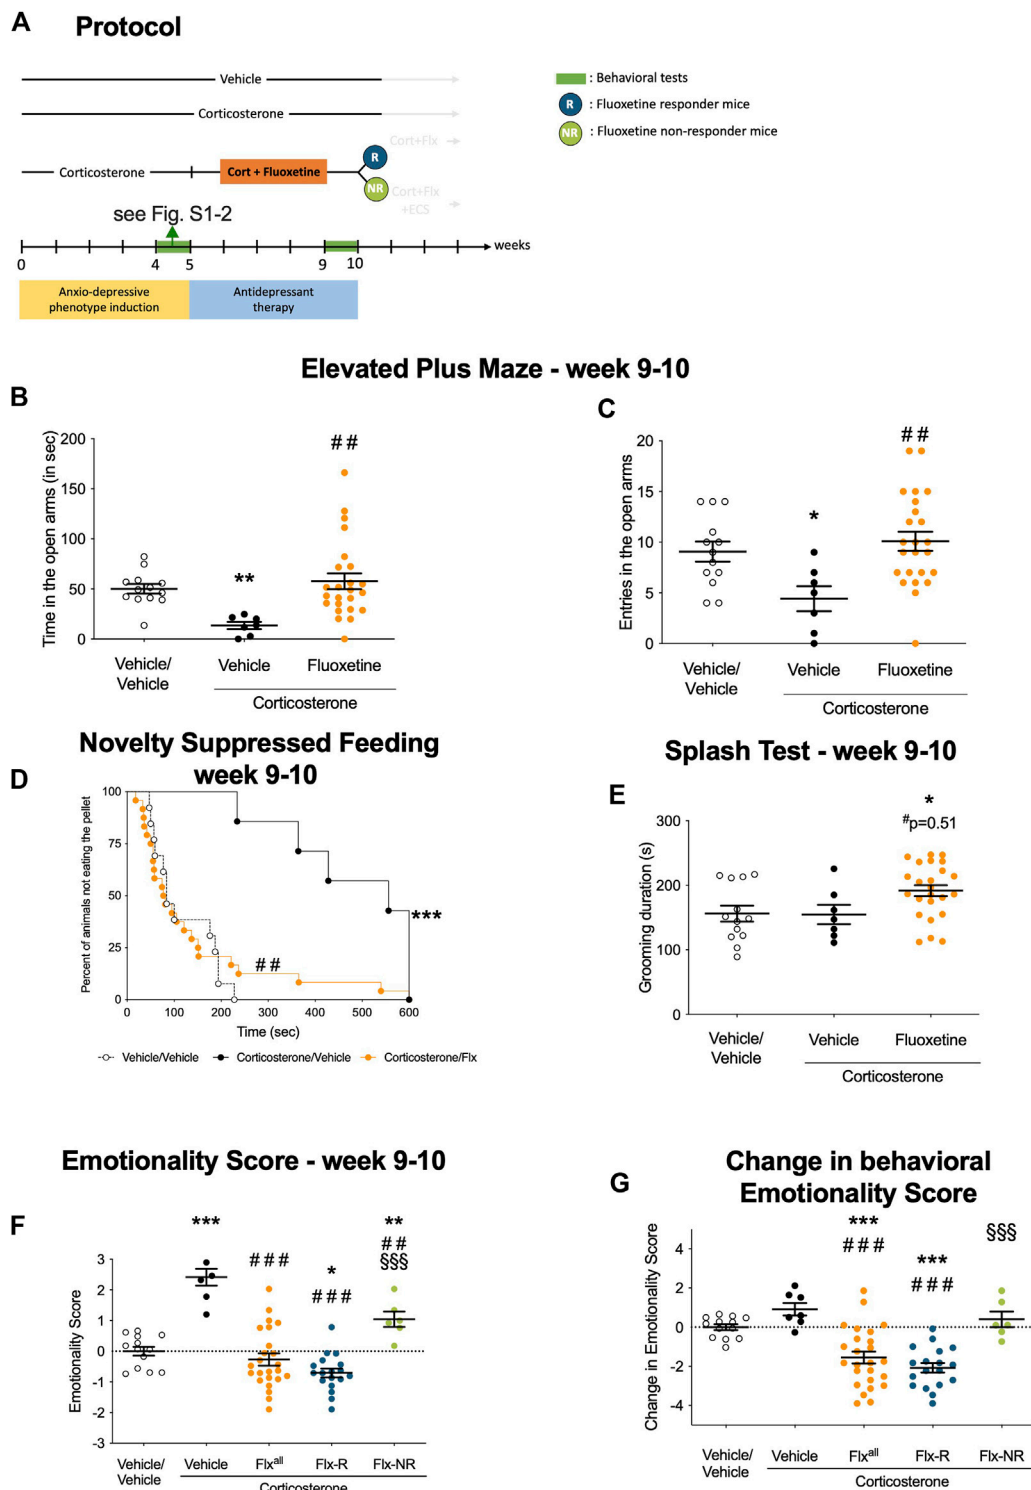 A Protocol
Vehicle
Corticosterone
Cort+Flx
Corticosterone
Cort + Fluoxetine
R
NR
Cort+Flx
+ECS
: Behavioral tests
R : Fluoxetine responder mice
NR : Fluoxetine non-responder mice
see Fig. S1-2
weeks
0 4 5 9 10
Anxio-depressive
phenotype induction
Antidepressant
therapy
Elevated Plus Maze - week 9-10
B
Time in the open arms (in sec)
200
150
100
50
0
**
##
Vehicle/
Vehicle
Vehicle
Fluoxetine
Corticosterone
C
Entries in the open arms
20
15
10
5
0
*
##
Vehicle/
Vehicle
Vehicle
Fluoxetine
Corticosterone
Novelty Suppressed Feeding
week 9-10
D
Percent of animals not eating the pellet
100
75
50
25
0
***
##
0 100 200 300 400 500 600
Time (sec)
Vehicle/Vehicle Corticosterone/Vehicle Corticosterone/Flx
Splash Test - week 9-10
E
Grooming duration (s)
300
200
100
0
*
#p=0.51
Vehicle/
Vehicle
Vehicle
Fluoxetine
Corticosterone
Emotionality Score - week 9-10
F
Emotionality Score
3
2
1
0
-1
-2
-3
***
###
*
###
**
##
§§§
Vehicle/
Vehicle
Vehicle
Flxall
Flx-R
Flx-NR
Corticosterone
Change in behavioral
Emotionality Score
G
Change in Emotionality Score
4
2
0
-2
-4
***
###
***
###
§§§
Vehicle/
Vehicle
Vehicle
Flxall
Flx-R
Flx-NR
Corticosterone